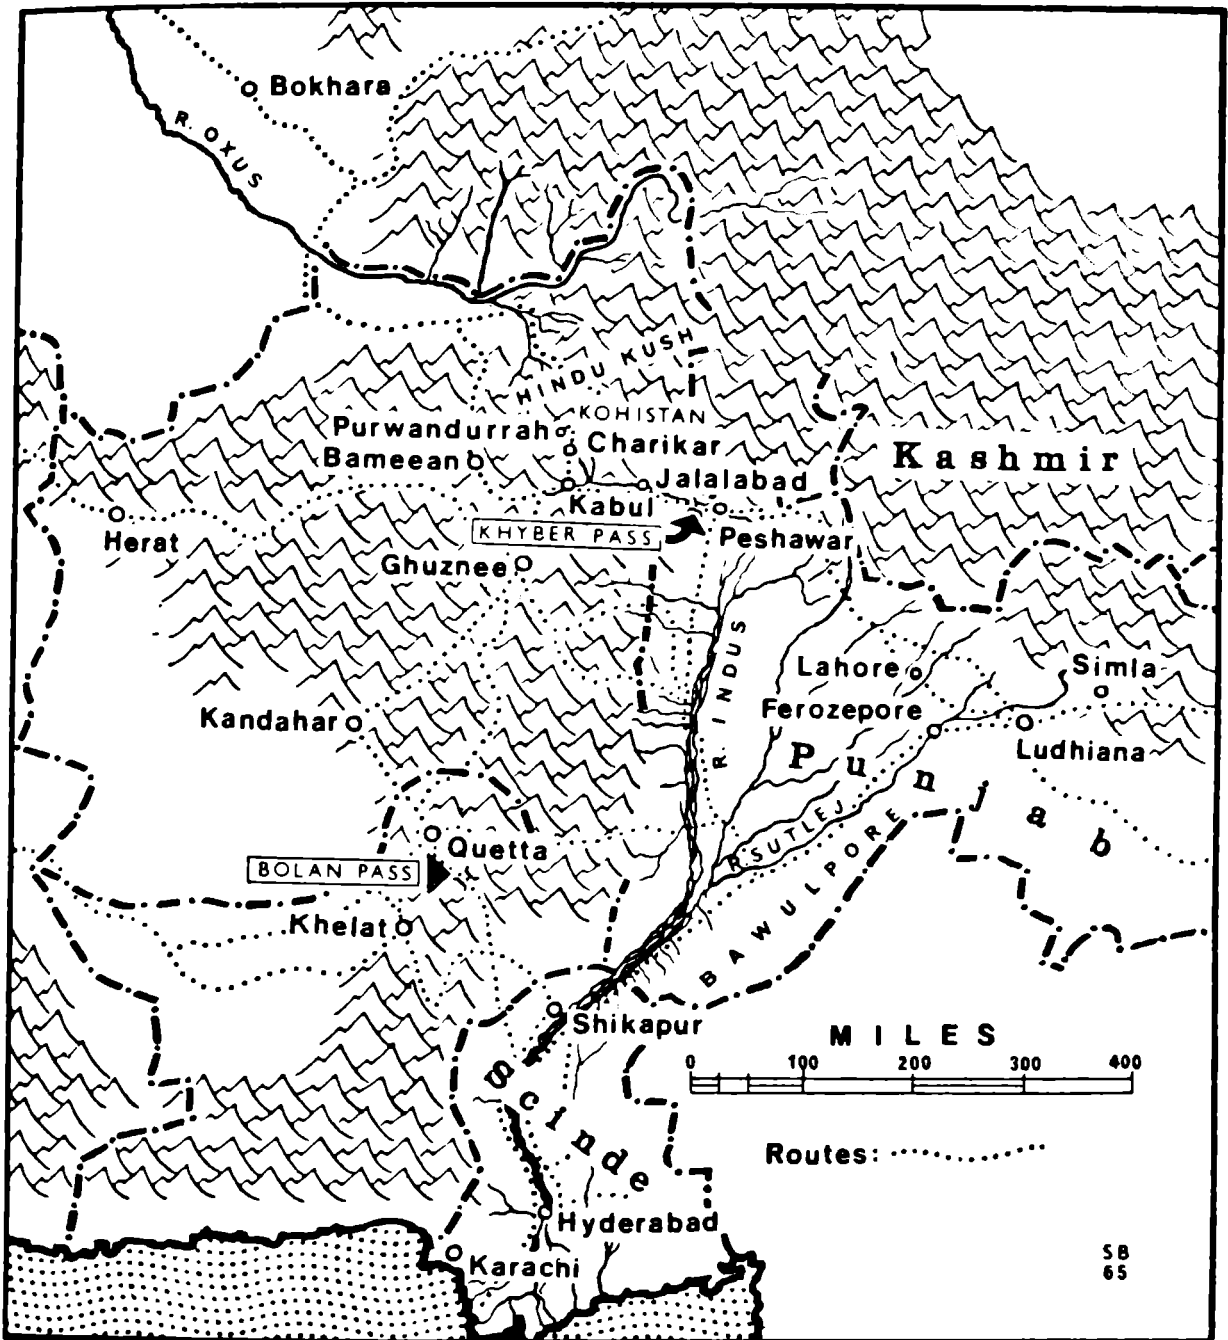 Bokhara
R. OXUS
HINDU KUSH
KOHISTAN
Purwandurrah
Charikar
Bameean
Kashmir
Jalalabad
Kabul
KHYBER PASS
Peshawar
Herat
Ghuznee
R INDUS
Lahore
Simla
Kandahar
Ferozepore
Ludhiana
Punjab
Quetta
R. SUTLEJ
BAWULPORE
BOLAN PASS
Khelat
Shikapur
MILES
0 100 200 300 400
Scinde
Routes:
Hyderabad
Karachi
SB
65